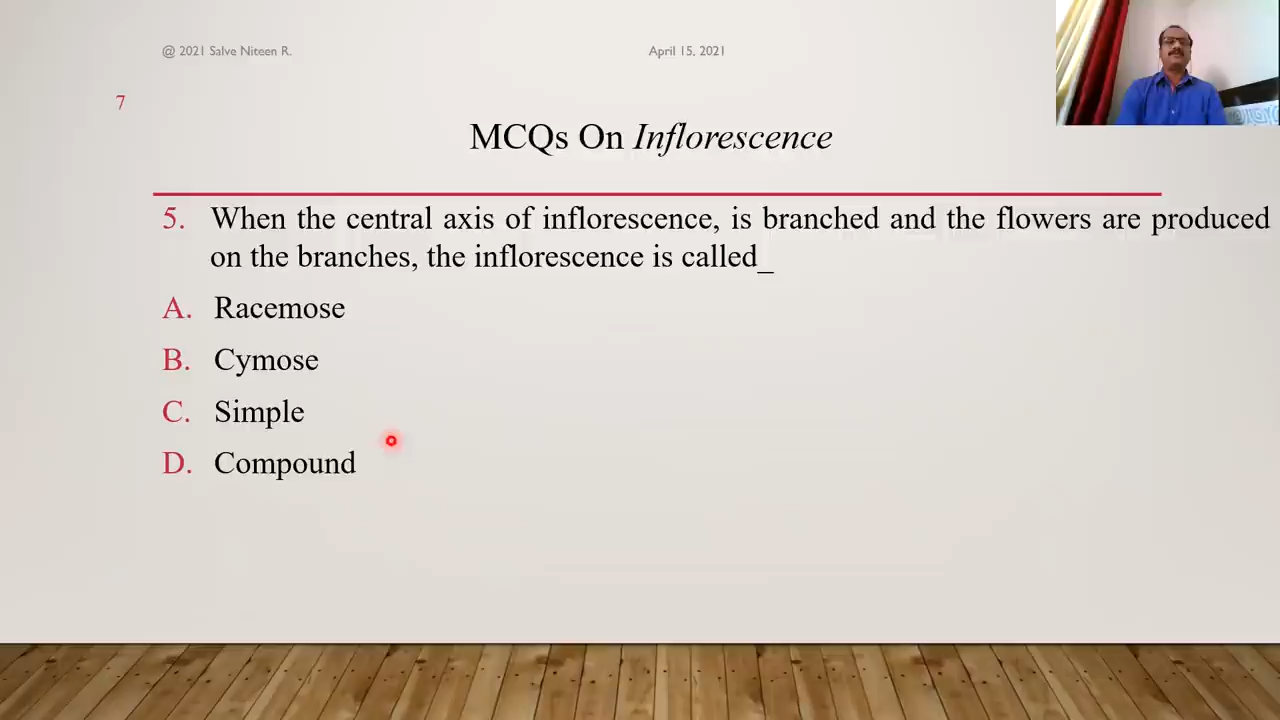 @ 2021 Salve Niteen R.
April 15, 2021
7
MCQs On Inflorescence
5. When the central axis of inflorescence, is branched and the flowers are produced
on the branches, the inflorescence is called_
A. Racemose
B. Cymose
C. Simple
D. Compound